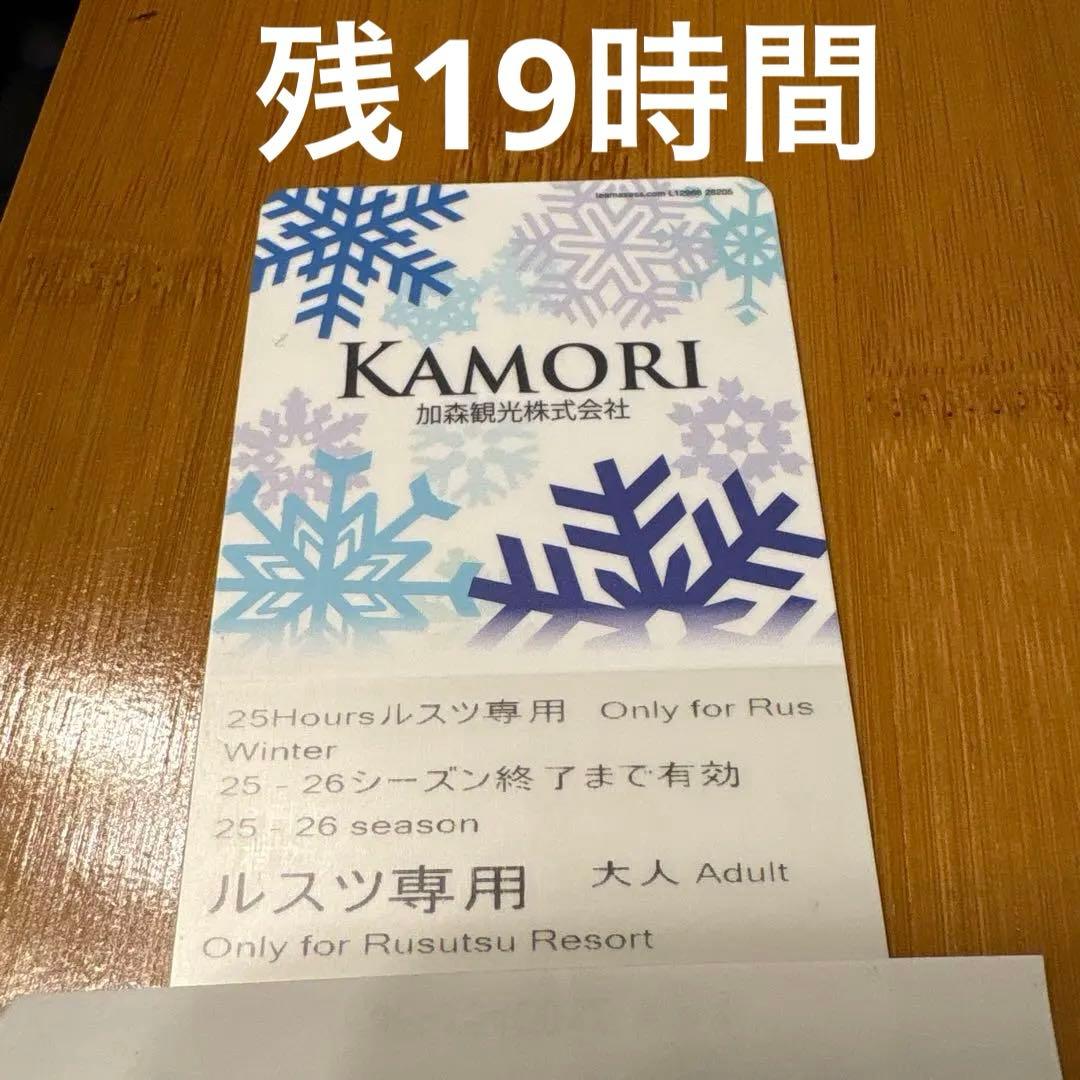 残19時間
KAMORI
加森観光株式会社
25Hoursルスツ専用 Only for Rus
Winter
25 - 26シーズン終了まで有効
25 - 26 season
ルスツ専用 大人 Adult
Only for Rusutsu Resort